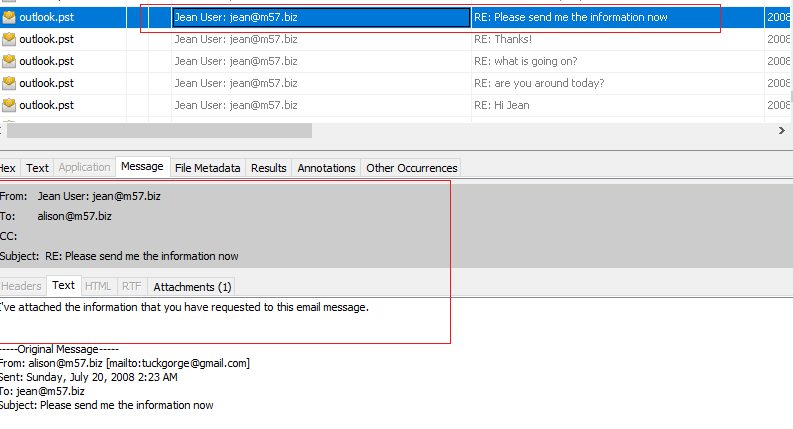 outlook.pst Jean User: jean@m57.biz RE: Please send me the information now 2008
outlook.pst Jean User: jean@m57.biz RE: Thanks! 2008
outlook.pst Jean User: jean@m57.biz RE: what is going on? 2008
outlook.pst Jean User: jean@m57.biz RE: are you around today? 2008
outlook.pst Jean User: jean@m57.biz RE: Hi Jean 2008
Hex Text Application Message File Metadata Results Annotations Other Occurrences
From: Jean User: jean@m57.biz
To: alison@m57.biz
CC:
Subject: RE: Please send me the information now
Headers Text HTML RTF Attachments (1)
I've attached the information that you have requested to this email message.
-----Original Message-----
From: alison@m57.biz [mailto:tuckgorge@gmail.com]
Sent: Sunday, July 20, 2008 2:23 AM
To: jean@m57.biz
Subject: Please send me the information now